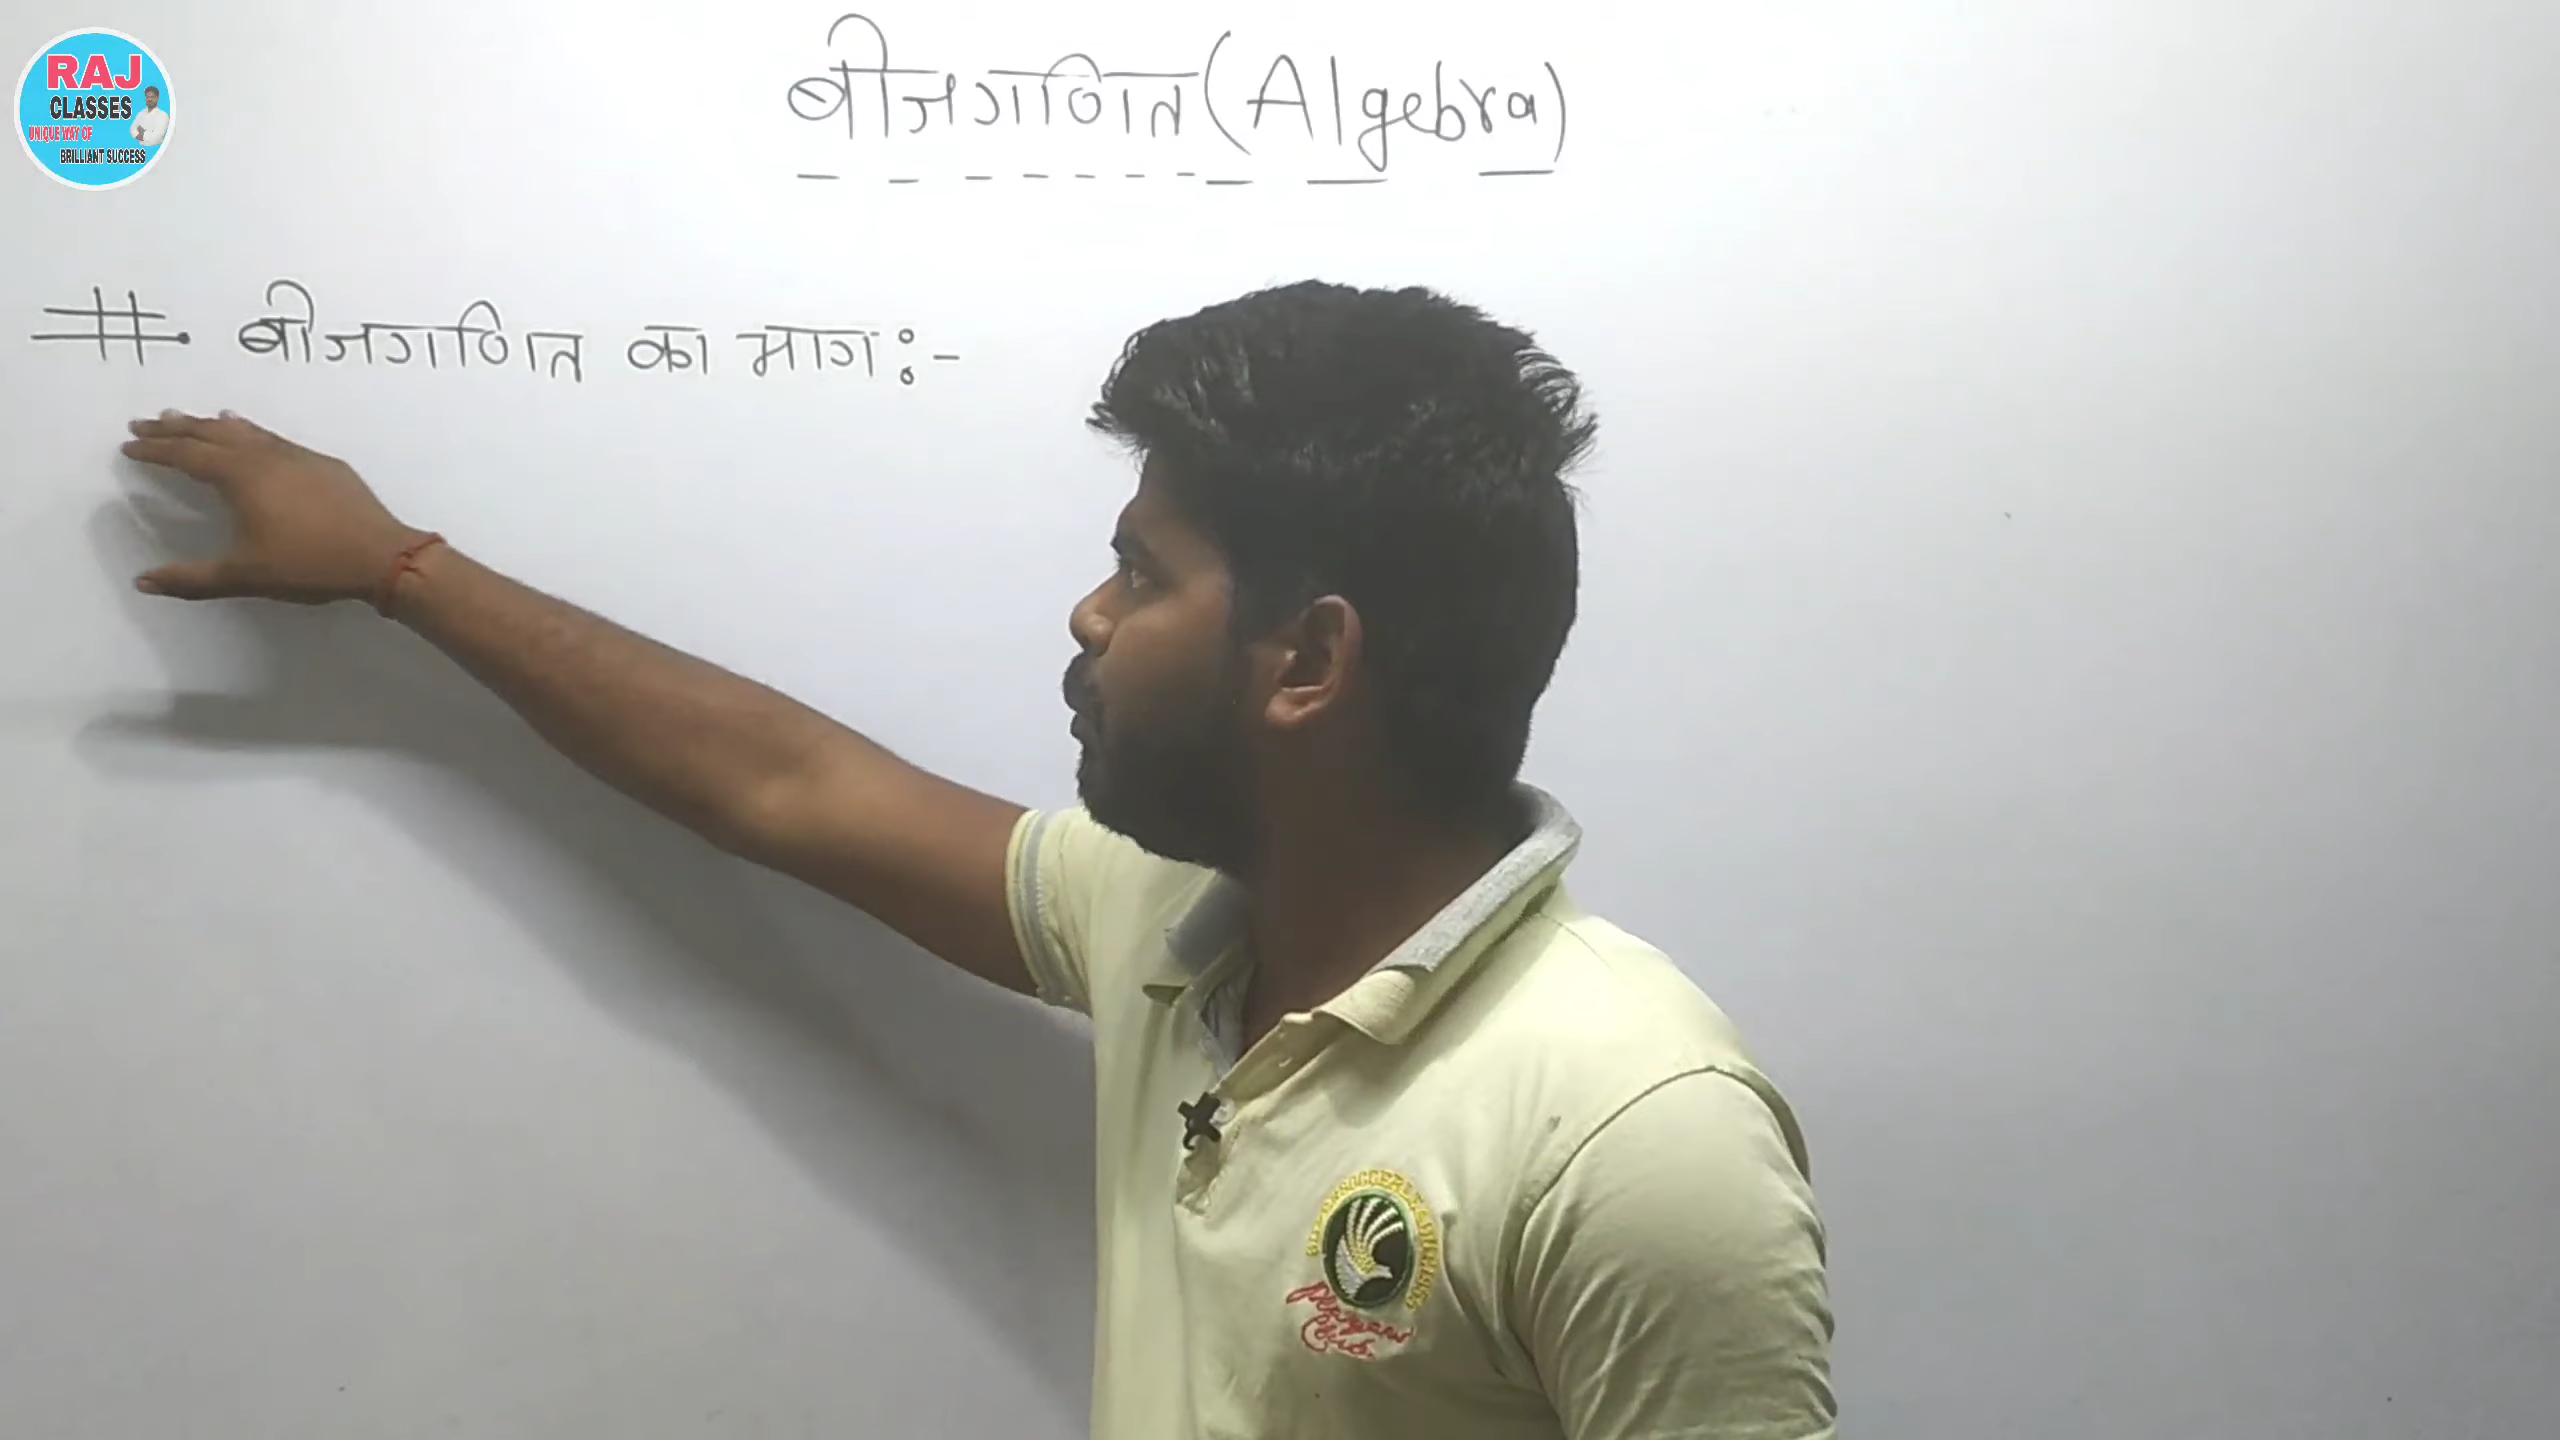 RAJ
CLASSES
UNIQUE WAY OF
BRILLIANT SUCCESS
बीजगणित (Algebra)
# बीजगणित का भाग :-